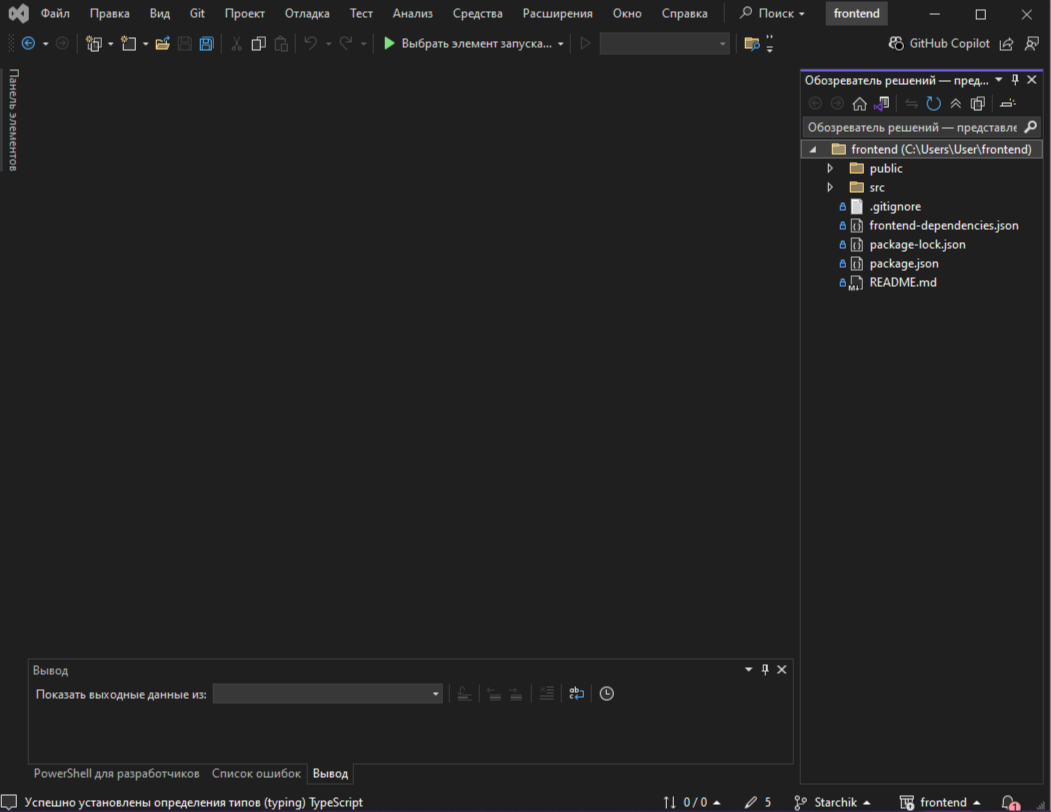 Файл Правка Вид Git Проект Отладка Тест Анализ Средства Расширения Окно Справка Поиск frontend
Выбрать элемент запуска... GitHub Copilot
Панель элементов
Обозреватель решений — пред...
Обозреватель решений — представле
frontend (C:\Users\User\frontend)
public
src
.gitignore
frontend-dependencies.json
package-lock.json
package.json
README.md
Вывод
Показать выходные данные из:
PowerShell для разработчиков Список ошибок Вывод
Успешно установлены определения типов (typing) TypeScript 0 / 0 5 Starchik frontend 1